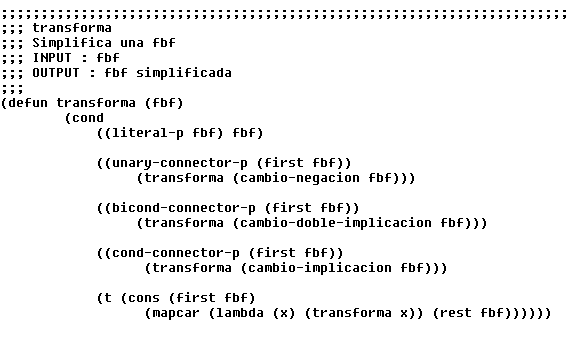 ;;;;;;;;;;;;;;;;;;;;;;;;;;;;;;;;;;;;;;;;;;;;;;;;;;;;;;;;;;;;;;;;;;;;;;;
;;; transforma
;;; Simplifica una fbf
;;; INPUT : fbf
;;; OUTPUT : fbf simplificada
;;;
(defun transforma (fbf)
        (cond
            ((literal-p fbf) fbf)
            ((unary-connector-p (first fbf))
                 (transforma (cambio-negacion fbf)))
            ((bicond-connector-p (first fbf))
                 (transforma (cambio-doble-implicacion fbf)))
            ((cond-connector-p (first fbf))
                  (transforma (cambio-implicacion fbf)))
            (t (cons (first fbf)
                  (mapcar (lambda (x) (transforma x)) (rest fbf))))))